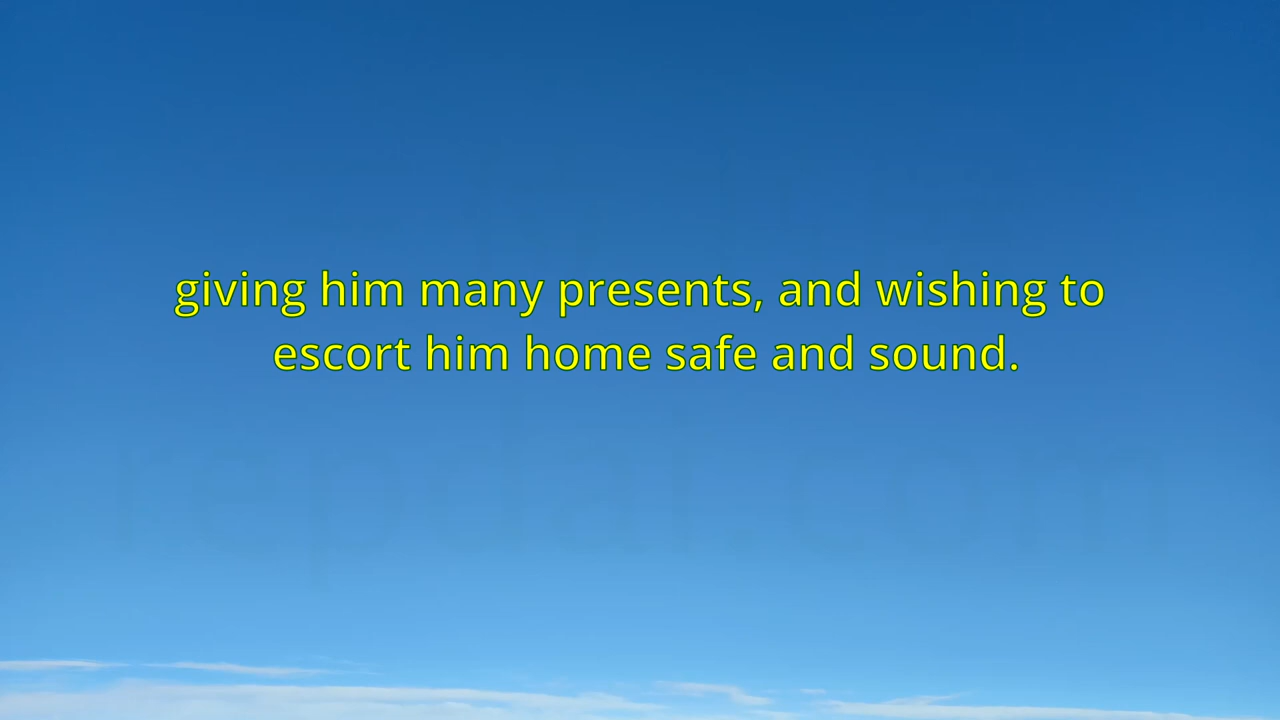 giving him many presents, and wishing to
escort him home safe and sound.